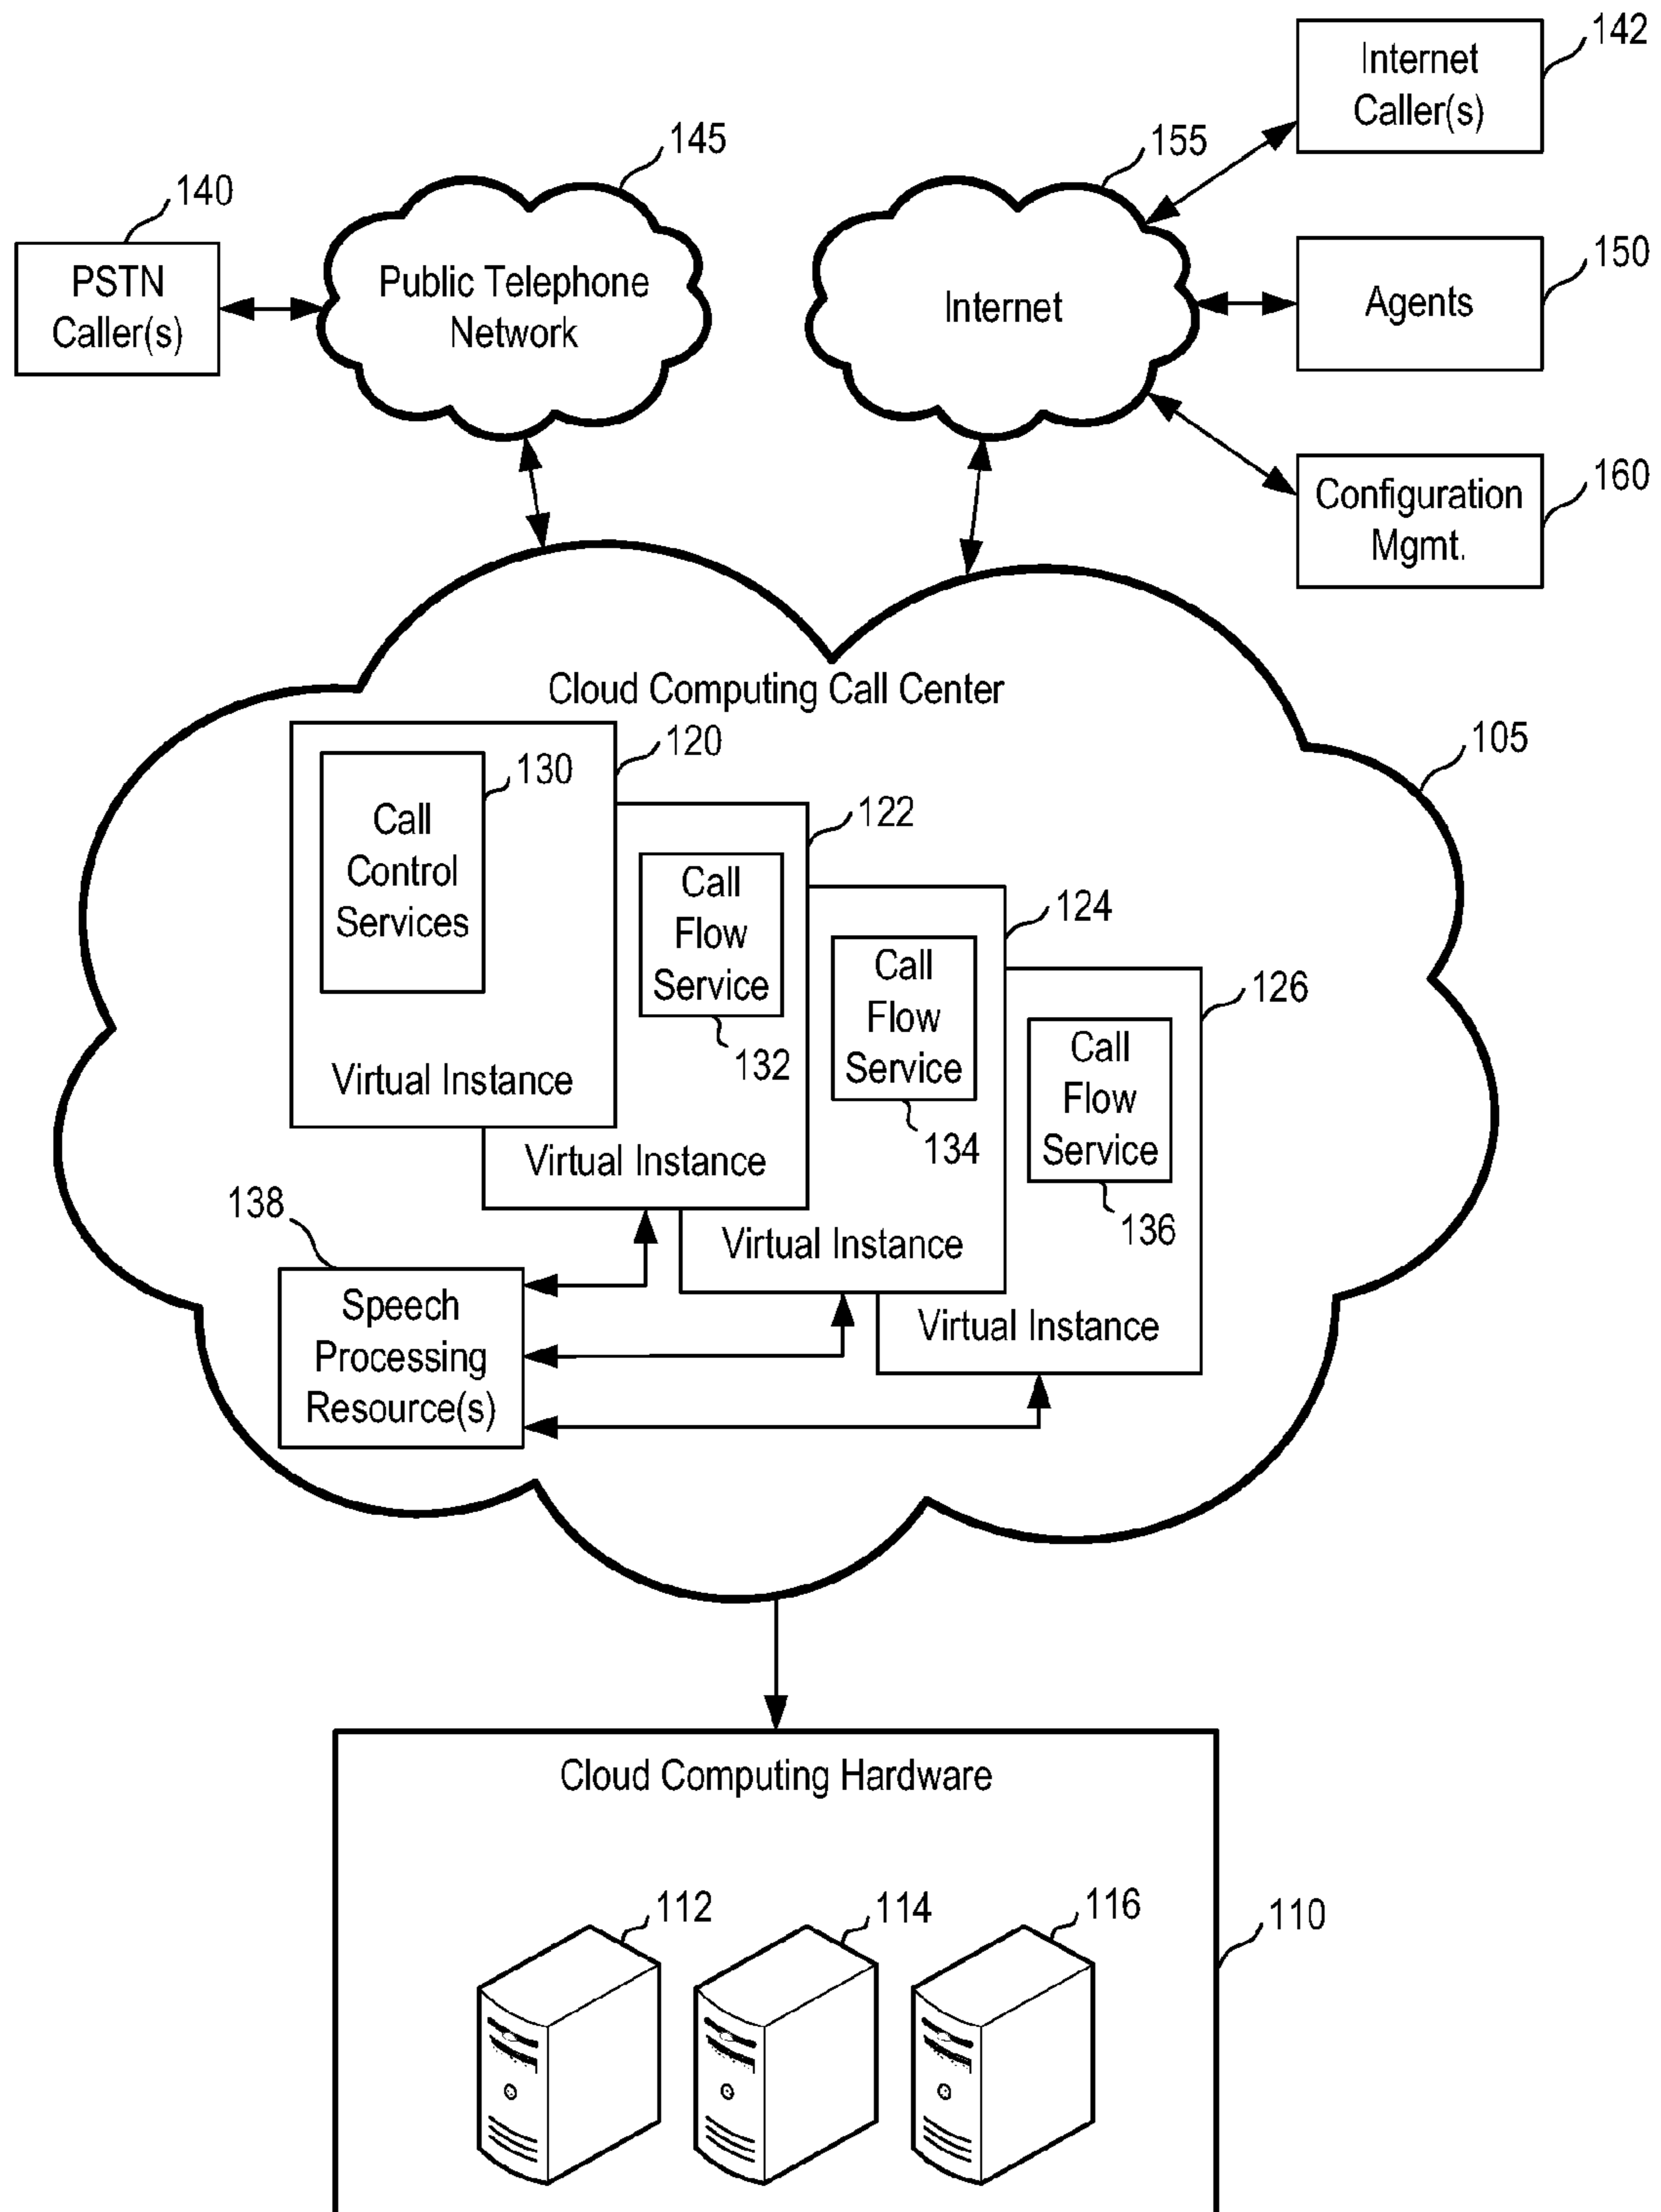 142
Internet
Caller(s)
145
155
140
PSTN
Caller(s)
Public Telephone
Network
Internet
150
Agents
160
Configuration
Mgmt.
Cloud Computing Call Center
105
120
130
Call
Control
Services
Virtual Instance
122
Call
Flow
Service
132
Virtual Instance
124
Call
Flow
Service
134
Virtual Instance
126
Call
Flow
Service
136
Virtual Instance
138
Speech
Processing
Resource(s)
Cloud Computing Hardware
112
114
116
110